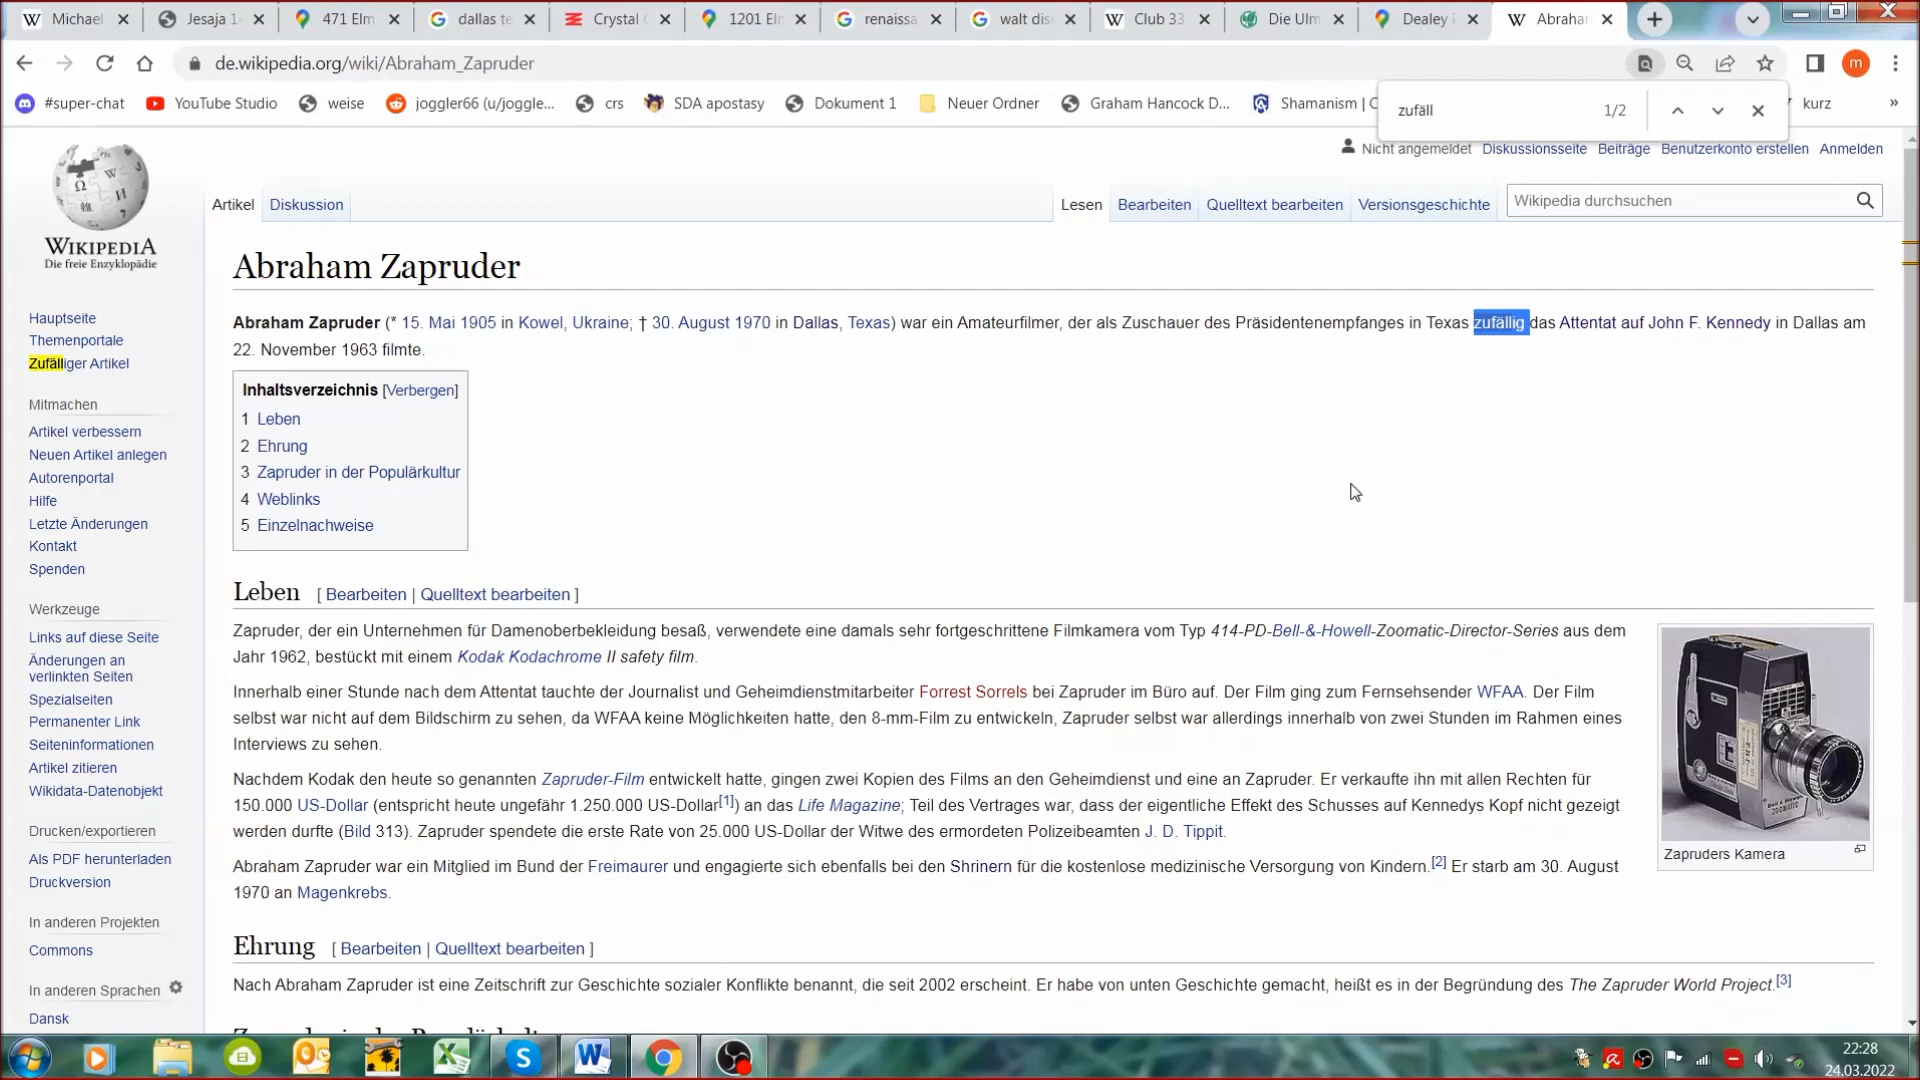 Michael
Jesaja 1
471 Elm
dallas te
Crystal
1201 Eln
renaissa
walt dis
Club 33
Die Ulm
Dealey
Abrahar
de.wikipedia.org/wiki/Abraham_Zapruder
m
#super-chat
YouTube Studio
weise
joggler66 (u/joggle...
crs
SDA apostasy
Dokument 1
Neuer Ordner
Graham Hancock D...
Shamanism | C
kurz
»
zufäll
1/2
Nicht angemeldet
Diskussionsseite
Beiträge
Benutzerkonto erstellen
Anmelden
WIKIPEDIA
Die freie Enzyklopädie
Artikel
Diskussion
Lesen
Bearbeiten
Quelltext bearbeiten
Versionsgeschichte
Wikipedia durchsuchen
Hauptseite
Themenportale
Zufälliger Artikel
Mitmachen
Artikel verbessern
Neuen Artikel anlegen
Autorenportal
Hilfe
Letzte Änderungen
Kontakt
Spenden
Werkzeuge
Links auf diese Seite
Änderungen an
verlinkten Seiten
Spezialseiten
Permanenter Link
Seiteninformationen
Artikel zitieren
Wikidata-Datenobjekt
Drucken/exportieren
Als PDF herunterladen
Druckversion
In anderen Projekten
Commons
In anderen Sprachen
Dansk
Abraham Zapruder
Abraham Zapruder (* 15. Mai 1905 in Kowel, Ukraine; † 30. August 1970 in Dallas, Texas) war ein Amateurfilmer, der als Zuschauer des Präsidentenempfanges in Texas zufällig das Attentat auf John F. Kennedy in Dallas am
22. November 1963 filmte.
Inhaltsverzeichnis [Verbergen]
1 Leben
2 Ehrung
3 Zapruder in der Populärkultur
4 Weblinks
5 Einzelnachweise
Leben [ Bearbeiten | Quelltext bearbeiten ]
Zapruder, der ein Unternehmen für Damenoberbekleidung besaß, verwendete eine damals sehr fortgeschrittene Filmkamera vom Typ 414-PD-Bell-&-Howell-Zoomatic-Director-Series aus dem
Jahr 1962, bestückt mit einem Kodak Kodachrome II safety film.
Innerhalb einer Stunde nach dem Attentat tauchte der Journalist und Geheimdienstmitarbeiter Forrest Sorrels bei Zapruder im Büro auf. Der Film ging zum Fernsehsender WFAA. Der Film
selbst war nicht auf dem Bildschirm zu sehen, da WFAA keine Möglichkeiten hatte, den 8-mm-Film zu entwickeln, Zapruder selbst war allerdings innerhalb von zwei Stunden im Rahmen eines
Interviews zu sehen.
Nachdem Kodak den heute so genannten Zapruder-Film entwickelt hatte, gingen zwei Kopien des Films an den Geheimdienst und eine an Zapruder. Er verkaufte ihn mit allen Rechten für
150.000 US-Dollar (entspricht heute ungefähr 1.250.000 US-Dollar[1]) an das Life Magazine; Teil des Vertrages war, dass der eigentliche Effekt des Schusses auf Kennedys Kopf nicht gezeigt
werden durfte (Bild 313). Zapruder spendete die erste Rate von 25.000 US-Dollar der Witwe des ermordeten Polizeibeamten J. D. Tippit.
Abraham Zapruder war ein Mitglied im Bund der Freimaurer und engagierte sich ebenfalls bei den Shrinern für die kostenlose medizinische Versorgung von Kindern.[2] Er starb am 30. August
1970 an Magenkrebs.
Zapruders Kamera
Ehrung [ Bearbeiten | Quelltext bearbeiten ]
Nach Abraham Zapruder ist eine Zeitschrift zur Geschichte sozialer Konflikte benannt, die seit 2002 erscheint. Er habe von unten Geschichte gemacht, heißt es in der Begründung des The Zapruder World Project.[3]
22:28
24.03.2022